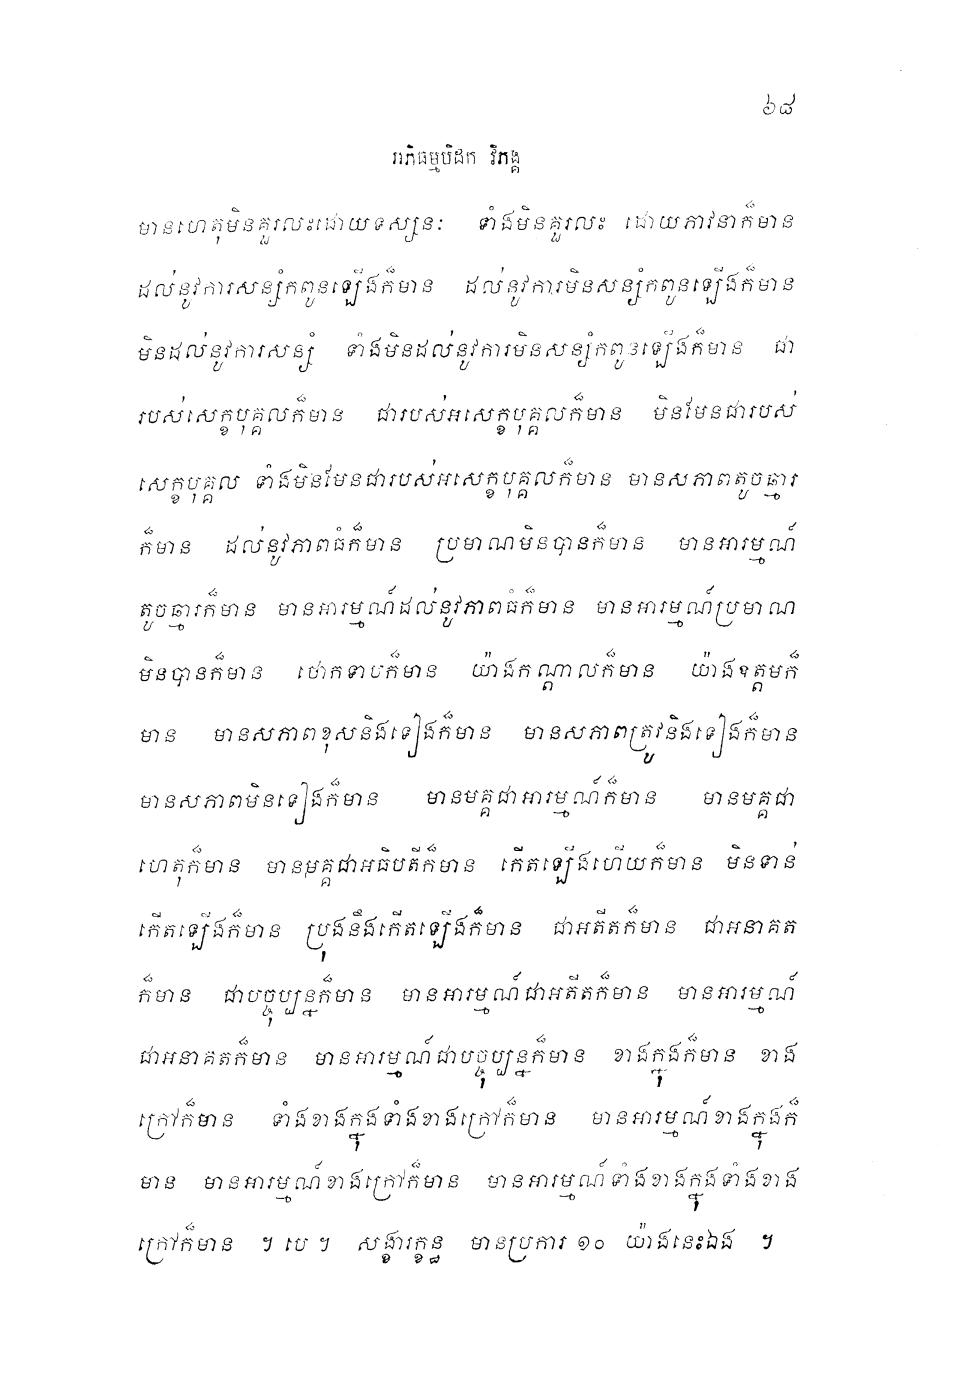 ៦៨
អភិធម្មបិដក វិភង្គ
មានហេតុមិនគួរលះដោយទស្សនៈ ទាំងមិនគួរលះ ដោយភាវនាក៏មាន
ដល់នូវការសន្សំកពូនឡើងក៏មាន ដល់នូវការមិនសន្សំកពូនឡើងក៏មាន
មិនដល់នូវការសន្សំ ទាំងមិនដល់នូវការមិនសន្សំកពូនឡើងក៏មាន ជា
របស់សេក្ខបុគ្គលក៏មាន ជារបស់អសេក្ខបុគ្គលក៏មាន មិនមែនជារបស់
សេក្ខបុគ្គល ទាំងមិនមែនជារបស់អសេក្ខបុគ្គលក៏មាន មានសភាពតូចឆ្មារ
ក៏មាន ដល់នូវភាពធំក៏មាន ប្រមាណមិនបានក៏មាន មានអារម្មណ៍
តូចឆ្មារក៏មាន មានអារម្មណ៍ដល់នូវភាពធំក៏មាន មានអារម្មណ៍ប្រមាណ
មិនបានក៏មាន ថោកទាបក៏មាន យ៉ាងកណ្តាលក៏មាន យ៉ាងឧត្តមក៏
មាន មានសភាពខុសនិងទៀងក៏មាន មានសភាពត្រូវនិងទៀងក៏មាន
មានសភាពមិនទៀងក៏មាន មានមគ្គជាអារម្មណ៍ក៏មាន មានមគ្គជា
ហេតុក៏មាន មានមគ្គជាអធិបតីក៏មាន កើតឡើងហើយក៏មាន មិនទាន់
កើតឡើងក៏មាន ប្រុងនឹងកើតឡើងក៏មាន ជាអតីតក៏មាន ជាអនាគត
ក៏មាន ជាបច្ចុប្បន្នក៏មាន មានអារម្មណ៍ជាអតីតក៏មាន មានអារម្មណ៍
ជាអនាគតក៏មាន មានអារម្មណ៍ជាបច្ចុប្បន្នក៏មាន ខាងក្នុងក៏មាន ខាង
ក្រៅក៏មាន ទាំងខាងក្នុងទាំងខាងក្រៅក៏មាន មានអារម្មណ៍ខាងក្នុងក៏
មាន មានអារម្មណ៍ខាងក្រៅក៏មាន មានអារម្មណ៍ទាំងខាងក្នុងទាំងខាង
ក្រៅក៏មាន ។ បេ ។ សង្ខារក្ខន្ធ មានប្រការ ១០ យ៉ាងនេះឯង ។